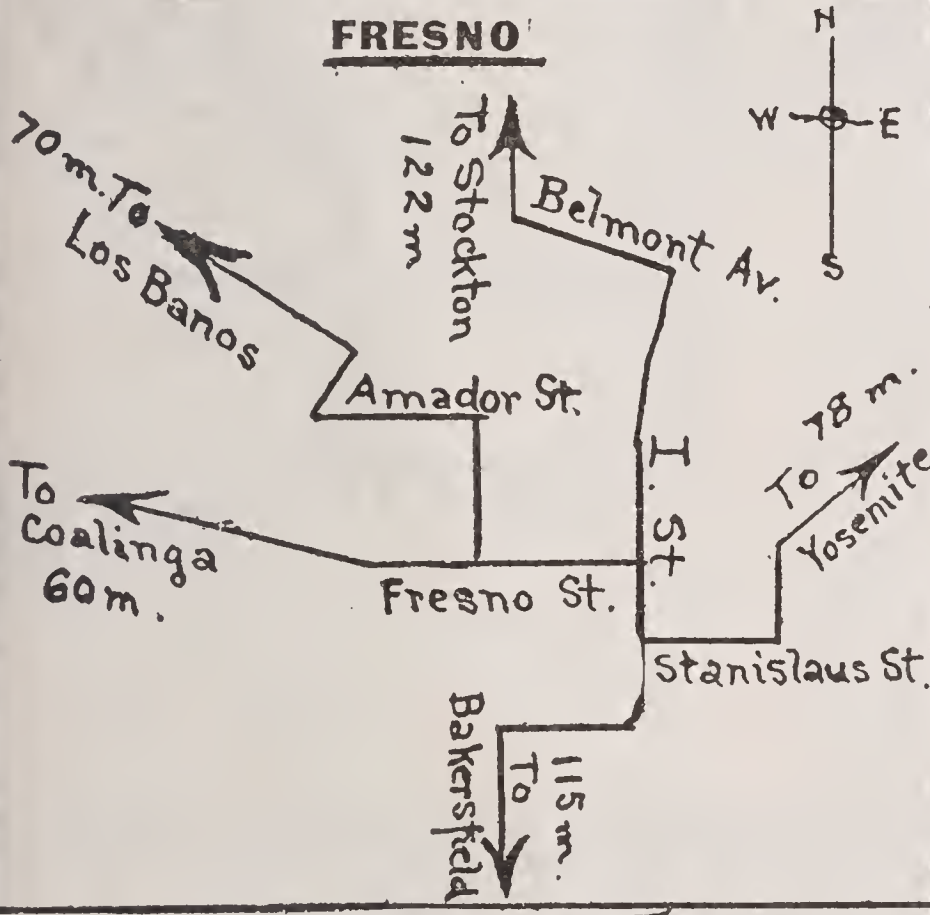 FRESNO
N
W E
S
To Stockton
122 m
Belmont Av.
70 m. To
Los Banos
Amador St.
I. St.
To 78 m.
Yosemite
To
Coalinga
60 m.
Fresno St.
Stanislaus St.
115 m.
To
Bakersfield